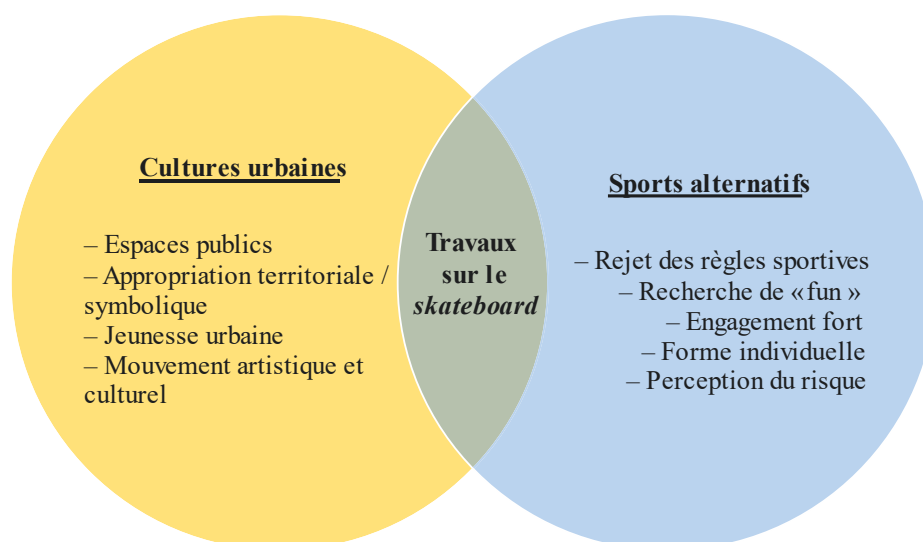 Cultures urbaines
– Espaces publics
– Appropriation territoriale /
symbolique
– Jeunesse urbaine
– Mouvement artistique et
culturel
Travaux
sur le
skateboard
Sports alternatifs
– Rejet des règles sportives
– Recherche de « fun »
– Engagement fort
– Forme individuelle
– Perception du risque